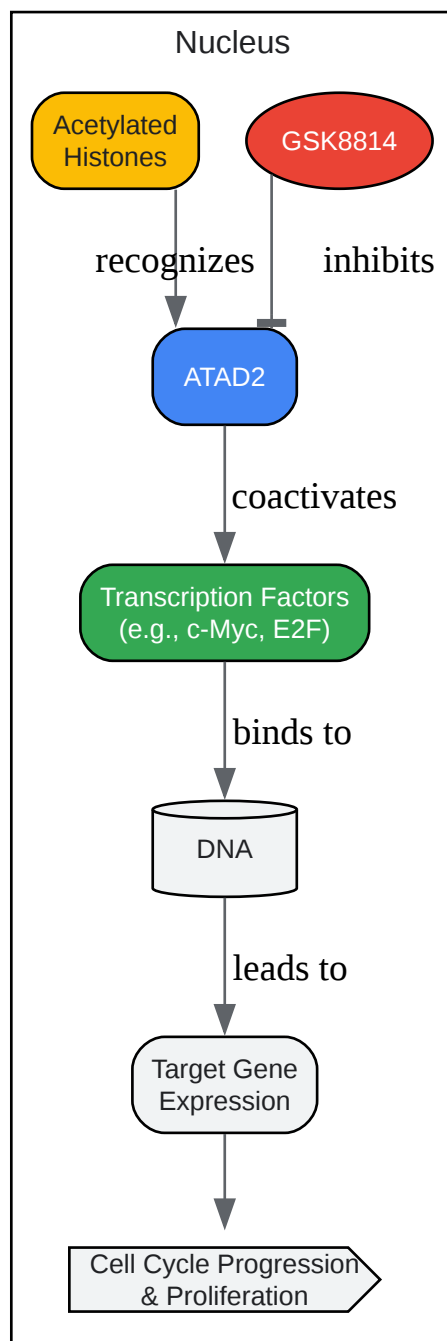 Nucleus
Acetylated
Histones
GSK8814
recognizes
inhibits
ATAD2
coactivates
Transcription Factors
(e.g., c-Myc, E2F)
binds to
DNA
leads to
Target Gene
Expression
Cell Cycle Progression
& Proliferation